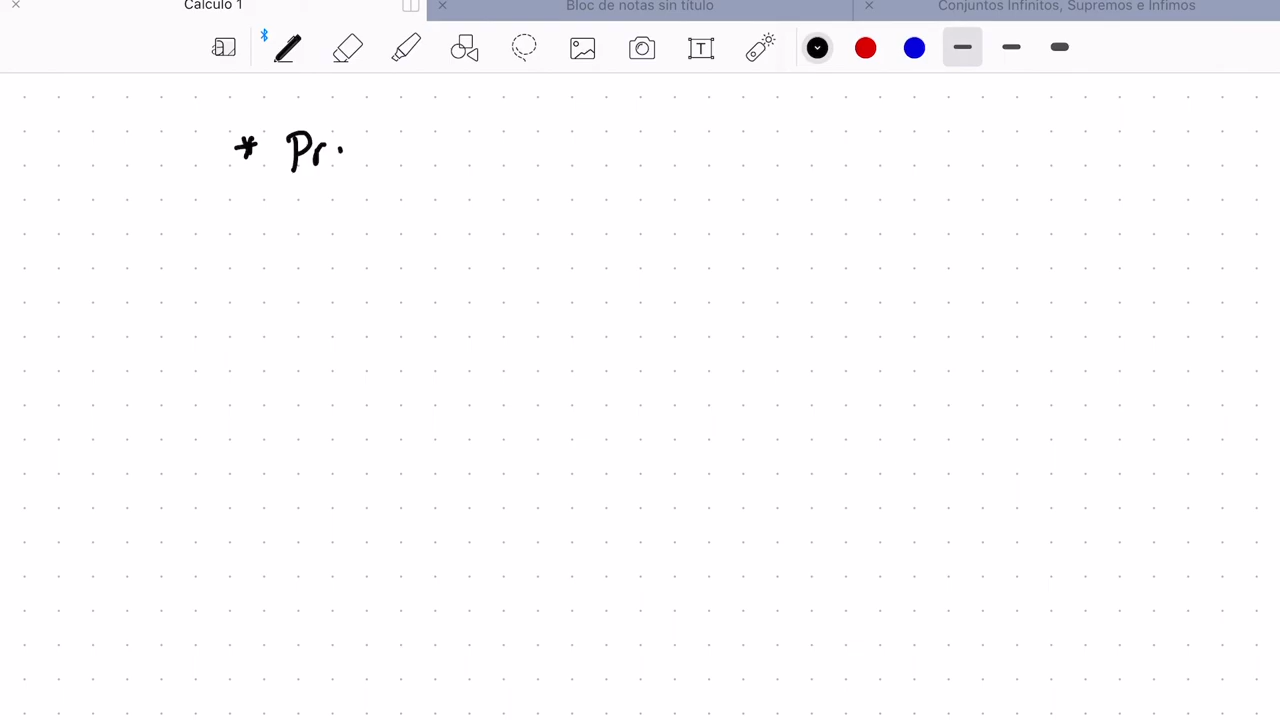 Calculo 1
Bloc de notas sin título
Conjuntos Infinitos, Supremos e Infimos
* Pr.